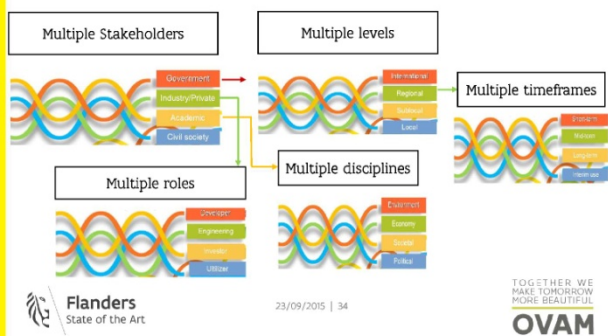 Multiple Stakeholders
Government
Industry/Private
Academic
Civil society
Multiple levels
International
Regional
Local
Multiple timeframes
Short-term
Long-term
Multiple roles
Developer
Engineering
Investor
Utilizer
Multiple disciplines
Environment
Economy
Societal
Political
Flanders
State of the Art
23/09/2015 | 34
TOGETHER WE
MAKE TOMORROW
MORE BEAUTIFUL
OVAM